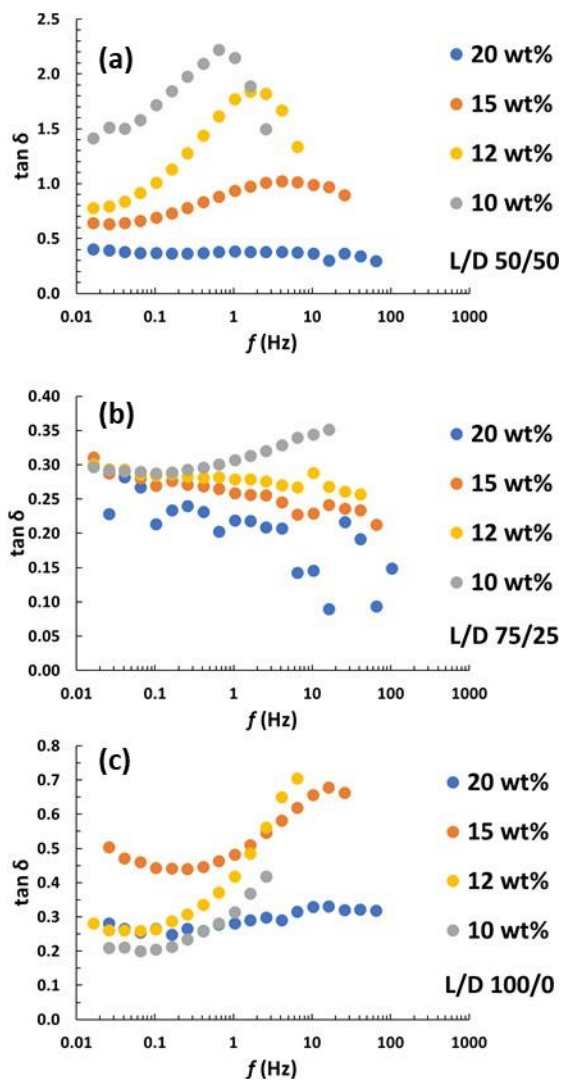 (a)
tan δ
2.5
2.0
1.5
1.0
0.5
0.0
0.01 0.1 1 10 100 1000
f (Hz)
20 wt%
15 wt%
12 wt%
10 wt%
L/D 50/50
(b)
tan δ
0.40
0.35
0.30
0.25
0.20
0.15
0.10
0.05
0.00
0.01 0.1 1 10 100 1000
f (Hz)
20 wt%
15 wt%
12 wt%
10 wt%
L/D 75/25
(c)
tan δ
0.8
0.7
0.6
0.5
0.4
0.3
0.2
0.1
0.0
0.01 0.1 1 10 100 1000
f (Hz)
20 wt%
15 wt%
12 wt%
10 wt%
L/D 100/0